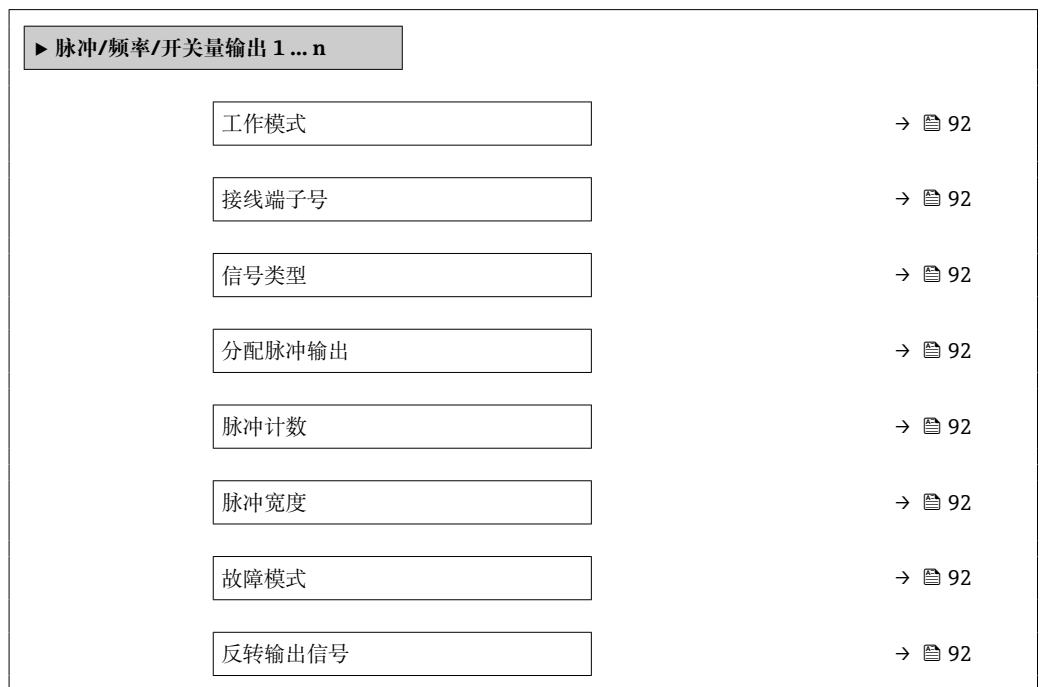 ▶ 脉冲/频率/开关量输出 1 ... n
工作模式 → 92
接线端子号 → 92
信号类型 → 92
分配脉冲输出 → 92
脉冲计数 → 92
脉冲宽度 → 92
故障模式 → 92
反转输出信号 → 92